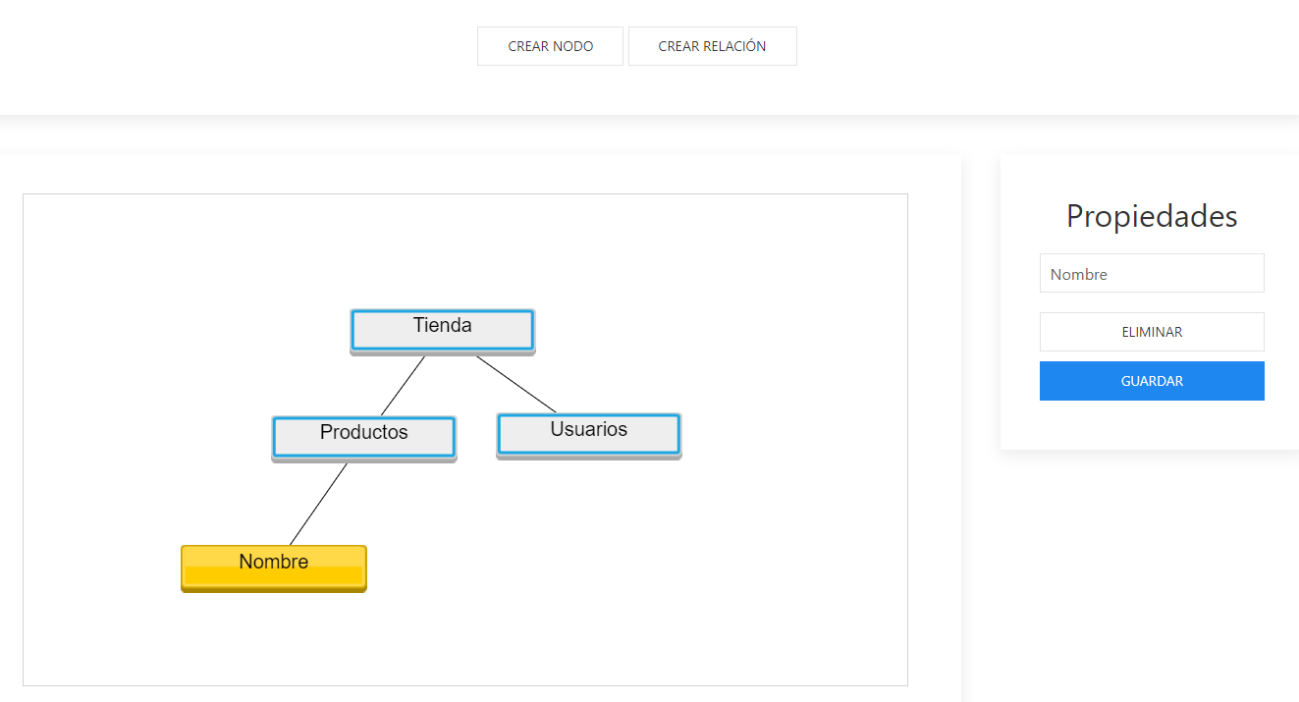 CREAR NODO
CREAR RELACIÓN
Tienda
Productos
Usuarios
Nombre
Propiedades
Nombre
ELIMINAR
GUARDAR